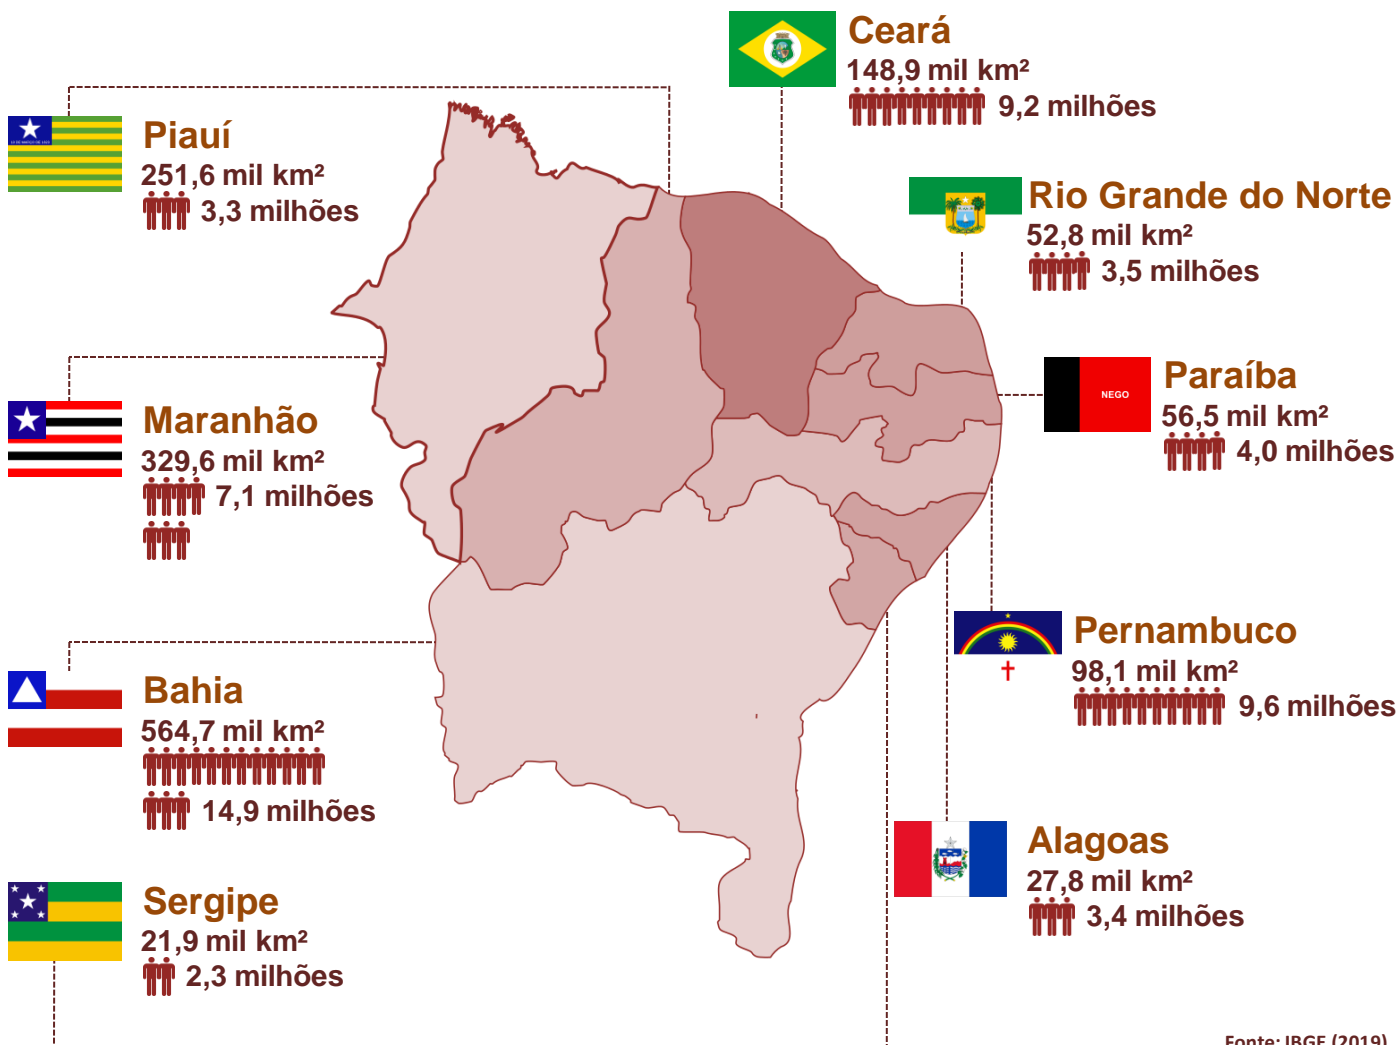 Ceará
148,9 mil km²
9,2 milhões
Piauí
251,6 mil km²
3,3 milhões
Rio Grande do Norte
52,8 mil km²
3,5 milhões
Paraíba
56,5 mil km²
4,0 milhões
NEGO
Maranhão
329,6 mil km²
7,1 milhões
Pernambuco
98,1 mil km²
9,6 milhões
Bahia
564,7 mil km²
14,9 milhões
Alagoas
27,8 mil km²
3,4 milhões
Sergipe
21,9 mil km²
2,3 milhões
Fonte: IBGE (2019)